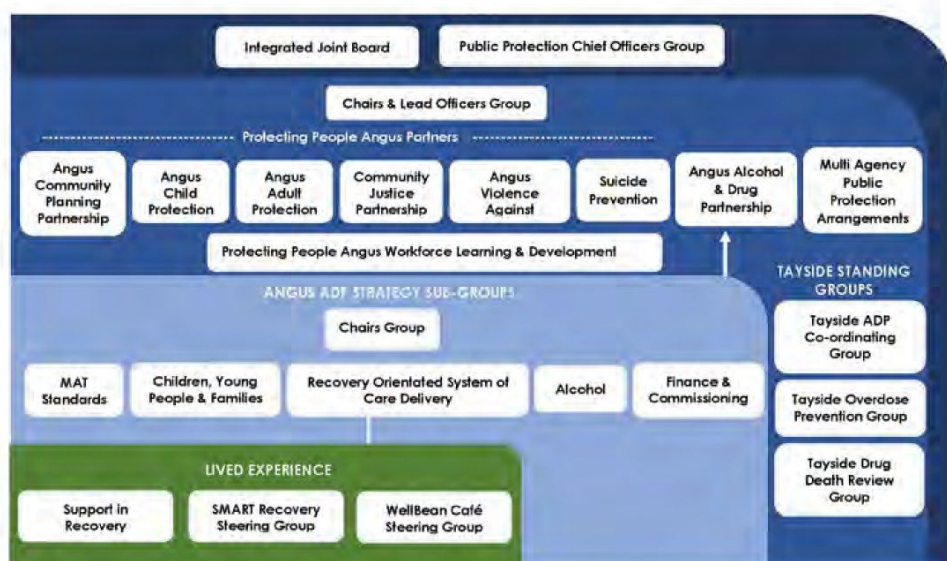 Integrated Joint Board
Public Protection Chief Officers Group
Chairs & Lead Officers Group
Protecting People Angus Partners
Angus
Community
Planning
Partnership
Angus
Child
Protection
Angus
Adult
Protection
Community
Justice
Partnership
Angus
Violence
Against
Suicide
Prevention
Angus Alcohol
& Drug
Partnership
Multi Agency
Public
Protection
Arrangements
Protecting People Angus Workforce Learning & Development
ANGUS ADP STRATEGY SUB-GROUPS
Chairs Group
MAT
Standards
Children, Young
People & Families
Recovery Orientated System of
Care Delivery
Alcohol
Finance &
Commissioning
TAYSIDE STANDING
GROUPS
Tayside ADP
Co-ordinating
Group
Tayside Overdose
Prevention Group
Tayside Drug
Death Review
Group
LIVED EXPERIENCE
Support in
Recovery
SMART Recovery
Steering Group
WellBean Café
Steering Group